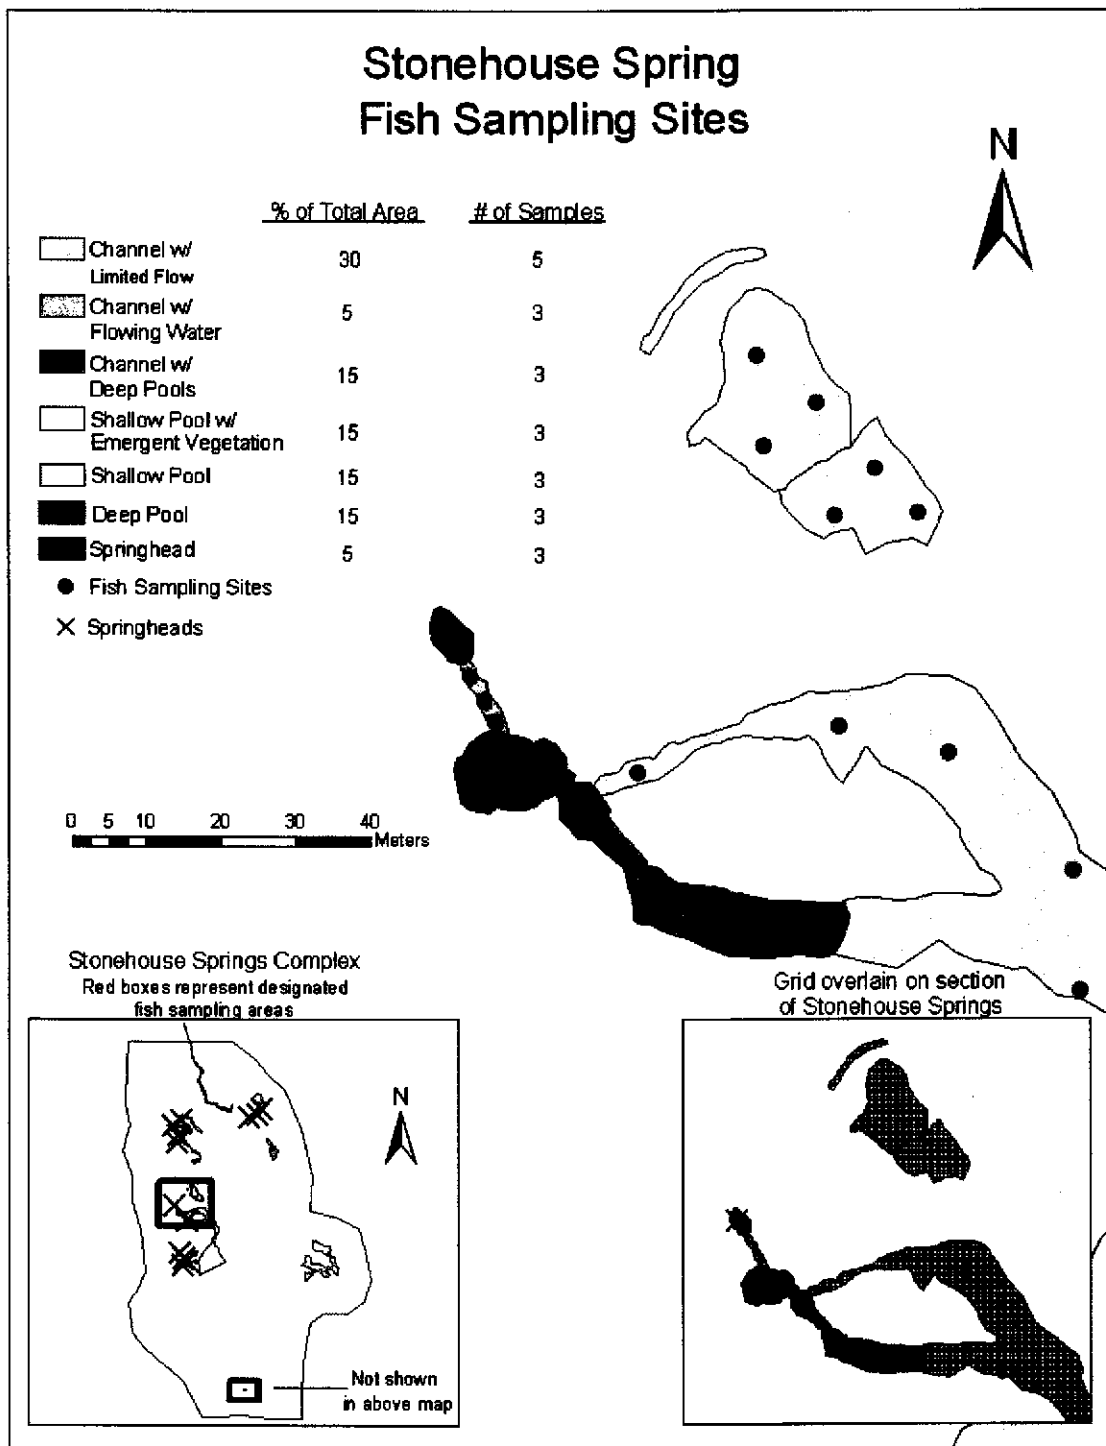 Stonehouse Spring
Fish Sampling Sites
N
% of Total Area # of Samples
Channel w/
Limited Flow 30 5
Channel w/
Flowing Water 5 3
Channel w/
Deep Pools 15 3
Shallow Pool w/
Emergent Vegetation 15 3
Shallow Pool 15 3
Deep Pool 15 3
Springhead 5 3
Fish Sampling Sites
Springheads
0 5 10 20 30 40
Meters
Stonehouse Springs Complex
Red boxes represent designated
fish sampling areas
N
Not shown
in above map
Grid overlain on section
of Stonehouse Springs